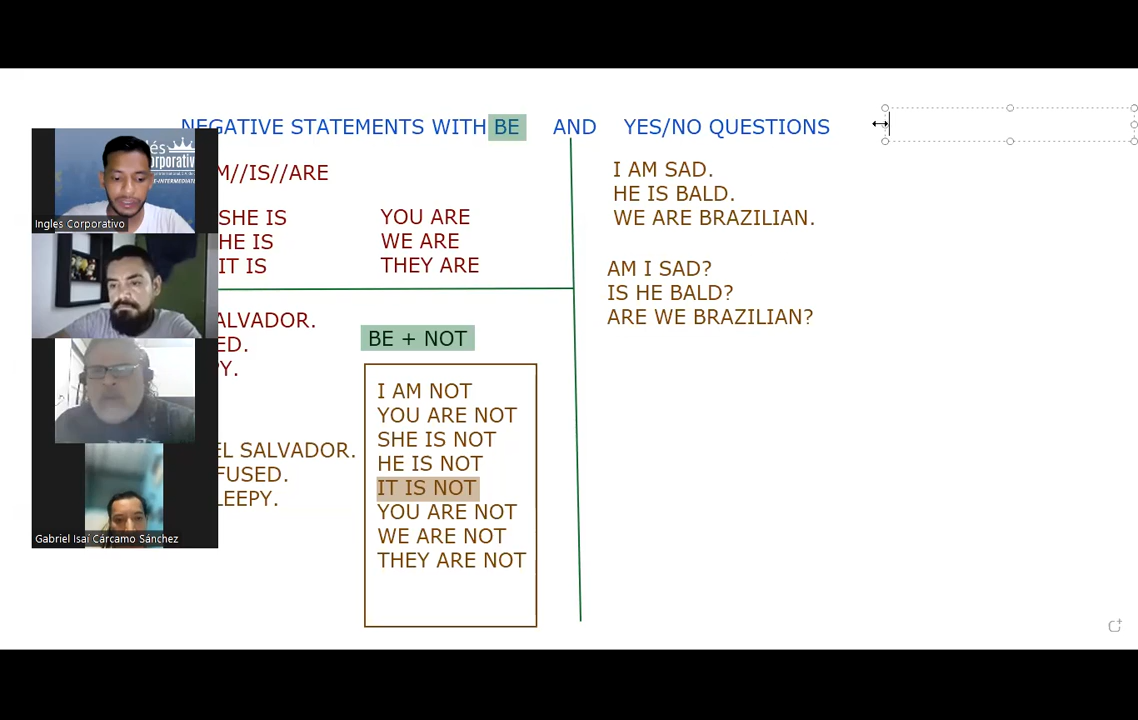 NEGATIVE STATEMENTS WITH BE AND YES/NO QUESTIONS
M//IS//ARE
SHE IS
HE IS
IT IS
YOU ARE
WE ARE
THEY ARE
ALVADOR.
ED.
Y.
EL SALVADOR.
FUSED.
LEEPY.
BE + NOT
I AM NOT
YOU ARE NOT
SHE IS NOT
HE IS NOT
IT IS NOT
YOU ARE NOT
WE ARE NOT
THEY ARE NOT
I AM SAD.
HE IS BALD.
WE ARE BRAZILIAN.
AM I SAD?
IS HE BALD?
ARE WE BRAZILIAN?
és
orporativo
E-INTERMEDIATE
Ingles Corporativo
Gabriel Isaí Cárcamo Sánchez